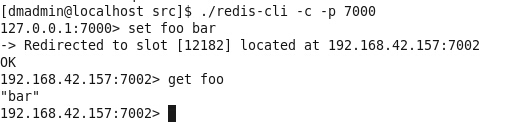 [dmadmin@localhost src]$ ./redis-cli -c -p 7000
127.0.0.1:7000> set foo bar
-> Redirected to slot [12182] located at 192.168.42.157:7002
OK
192.168.42.157:7002> get foo
"bar"
192.168.42.157:7002>